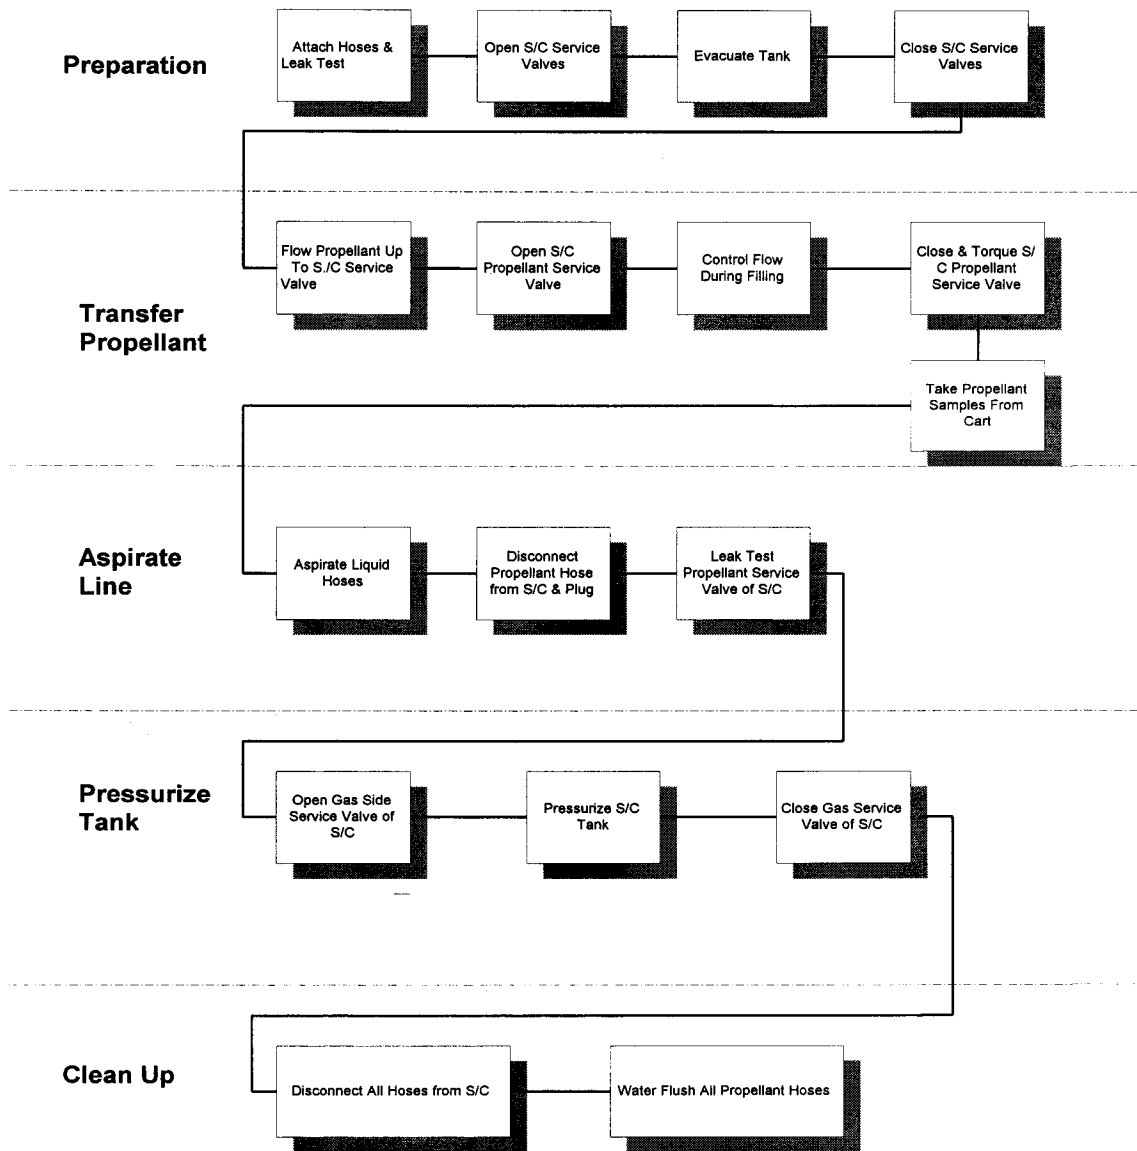 Preparation
Attach Hoses &
Leak Test
Open S/C Service
Valves
Evacuate Tank
Close S/C Service
Valves
Transfer
Propellant
Flow Propellant Up
To S./C Service
Valve
Open S/C
Propellant Service
Valve
Control Flow
During Filling
Close & Torque S/
C Propellant
Service Valve
Take Propellant
Samples From
Cart
Aspirate
Line
Aspirate Liquid
Hoses
Disconnect
Propellant Hose
from S/C & Plug
Leak Test
Propellant Service
Valve of S/C
Pressurize
Tank
Open Gas Side
Service Valve of
S/C
Pressurize S/C
Tank
Close Gas Service
Valve of S/C
Clean Up
Disconnect All Hoses from S/C
Water Flush All Propellant Hoses